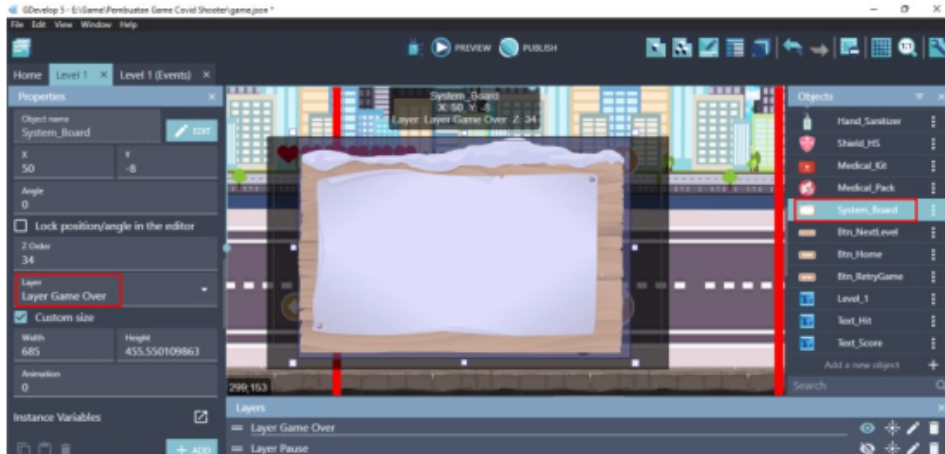 GDevelop 5 - E:\Game\Pembuatan Game Covid Shooter\game.json *
File Edit View Window Help
PREVIEW PUBLISH
1:1
Home Level 1 × Level 1 (Events) ×
Properties ×
Object name
System_Board
EDIT
X Y
50 -8
Angle
0
Lock position/angle in the editor
Z Order
34
Layer
Layer Game Over
Custom size
Width Height
685 455.550109863
Animation
0
Instance Variables
+ ADD
System_Board
X: 50 Y: -8
Layer: Layer Game Over Z: 34
299;153
Objects
Hand_Sanitizer
Shield_HS
Medical_Kit
Medical_Pack
System_Board
Btn_NextLevel
Btn_Home
Btn_RetryGame
Level_1
Text_Hit
Text_Score
Add a new object +
Search
Layers
Layer Game Over
Layer Pause